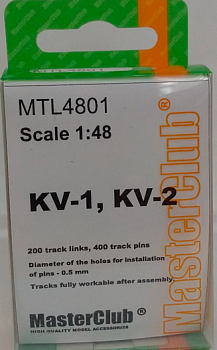 MTL4801
Scale 1:48
KV-1, KV-2
200 track links, 400 track pins
Diameter of the holes for installation
of pins - 0.5 mm
Tracks fully workable after assembly.
MasterClub®
HIGH QUALITY MODEL ACCESSORIES
MasterClub®